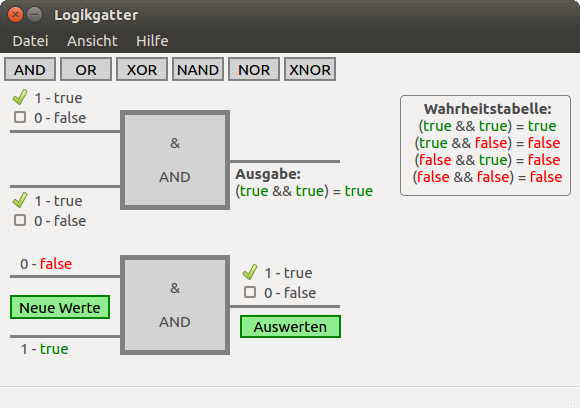 Logikgatter
Datei Ansicht Hilfe
AND OR XOR NAND NOR XNOR
1 - true
0 - false
&
AND
1 - true
0 - false
Ausgabe:
(true && true) = true
Wahrheitstabelle:
(true && true) = true
(true && false) = false
(false && true) = false
(false && false) = false
0 - false
Neue Werte
1 - true
&
AND
1 - true
0 - false
Auswerten